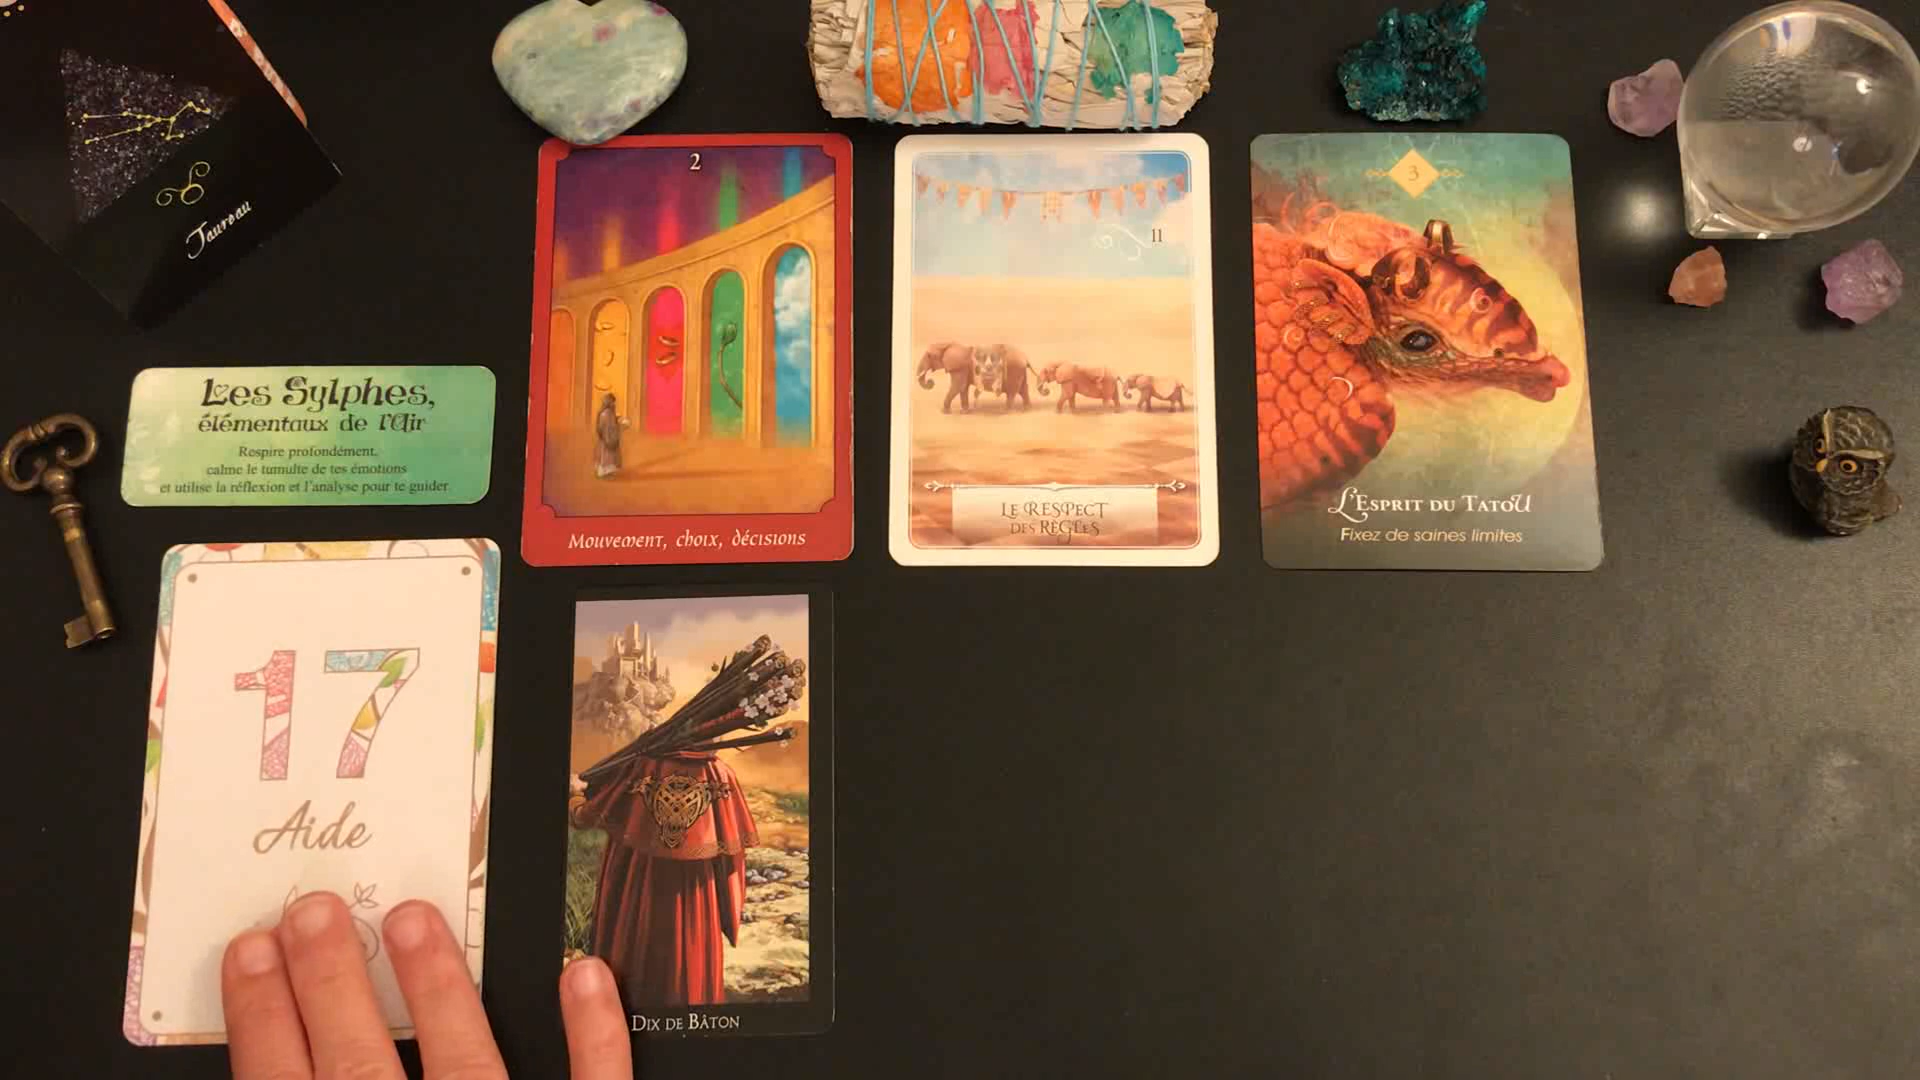 Taureau
Les Sylphes,
élémentaux de l'Air
Respire profondément,
calme le tumulte de tes émotions
et utilise la réflexion et l'analyse pour te guider.
2
Mouvement, choix, décisions
11
LE RESPECT
DES RÈGLES
3
L'ESPRIT DU TATOU
Fixez de saines limites
17
Aide
DIX DE BÂTON